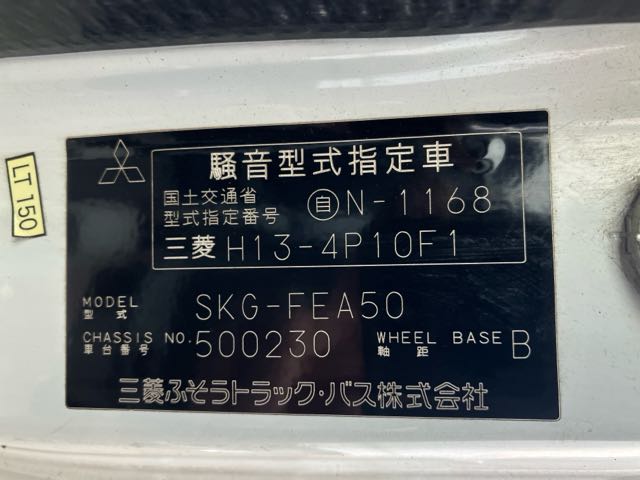 LT 150
騒音型式指定車
国土交通省
型式指定番号
自 N-1168
三菱 H13-4P10F1
MODEL
型式
SKG-FEA50
CHASSIS NO.
車台番号
500230
WHEEL BASE
軸距
B
三菱ふそうトラック・バス株式会社